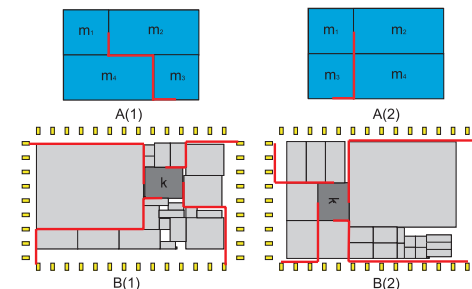 m₁ m₂ m₁ m₂
m₄ m₃ m₃ m₄
A(1) A(2)
k k
B(1) B(2)